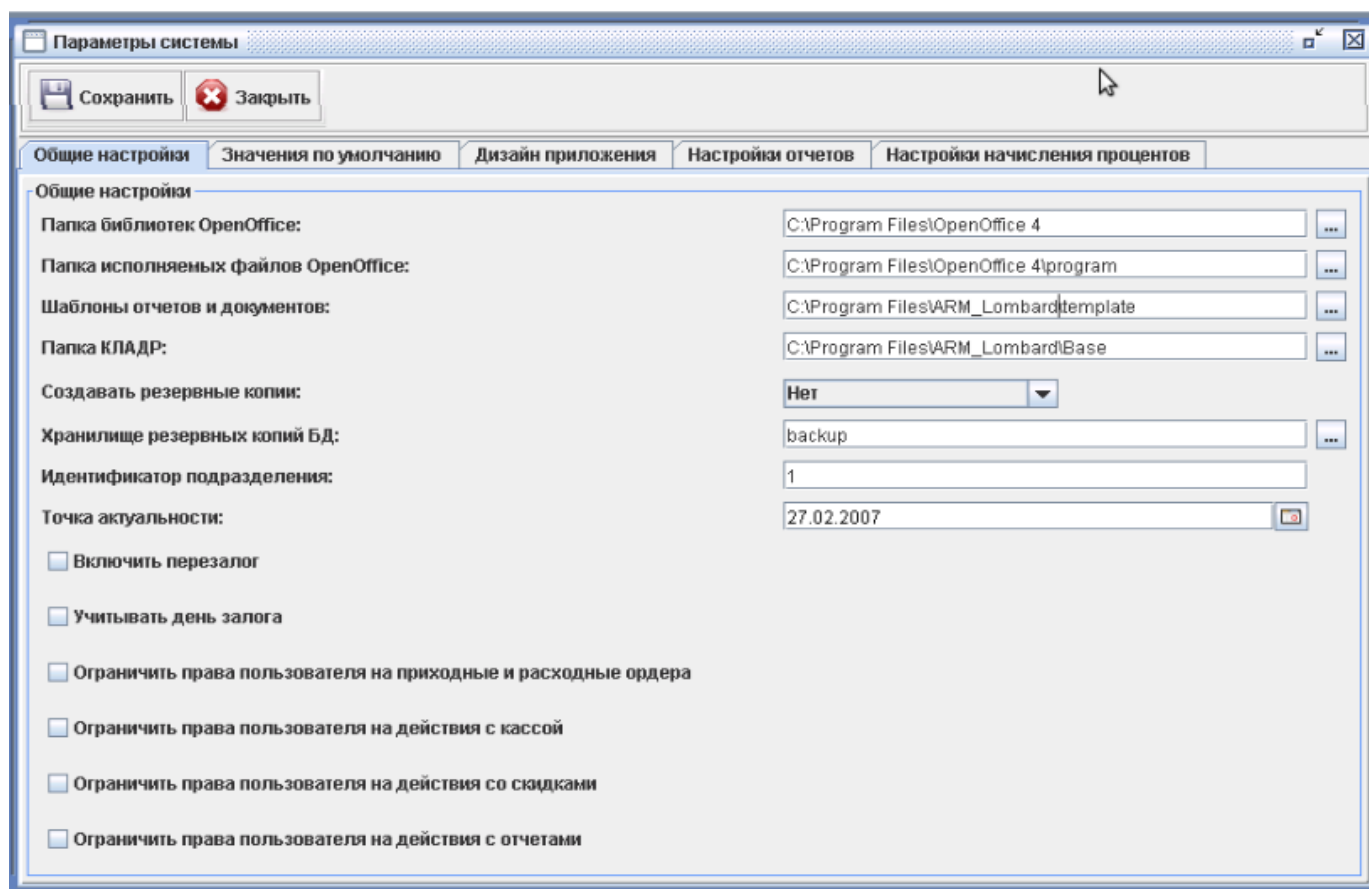 Параметры системы
Сохранить Закрыть
Общие настройки Значения по умолчанию Дизайн приложения Настройки отчетов Настройки начисления процентов
Общие настройки
Папка библиотек OpenOffice: C:\Program Files\OpenOffice 4 ...
Папка исполняемых файлов OpenOffice: C:\Program Files\OpenOffice 4\program ...
Шаблоны отчетов и документов: C:\Program Files\ARM_Lombard\template ...
Папка КЛАДР: C:\Program Files\ARM_Lombard\Base ...
Создавать резервные копии: Нет
Хранилище резервных копий БД: backup ...
Идентификатор подразделения: 1
Точка актуальности: 27.02.2007
Включить перезалог
Учитывать день залога
Ограничить права пользователя на приходные и расходные ордера
Ограничить права пользователя на действия с кассой
Ограничить права пользователя на действия со скидками
Ограничить права пользователя на действия с отчетами